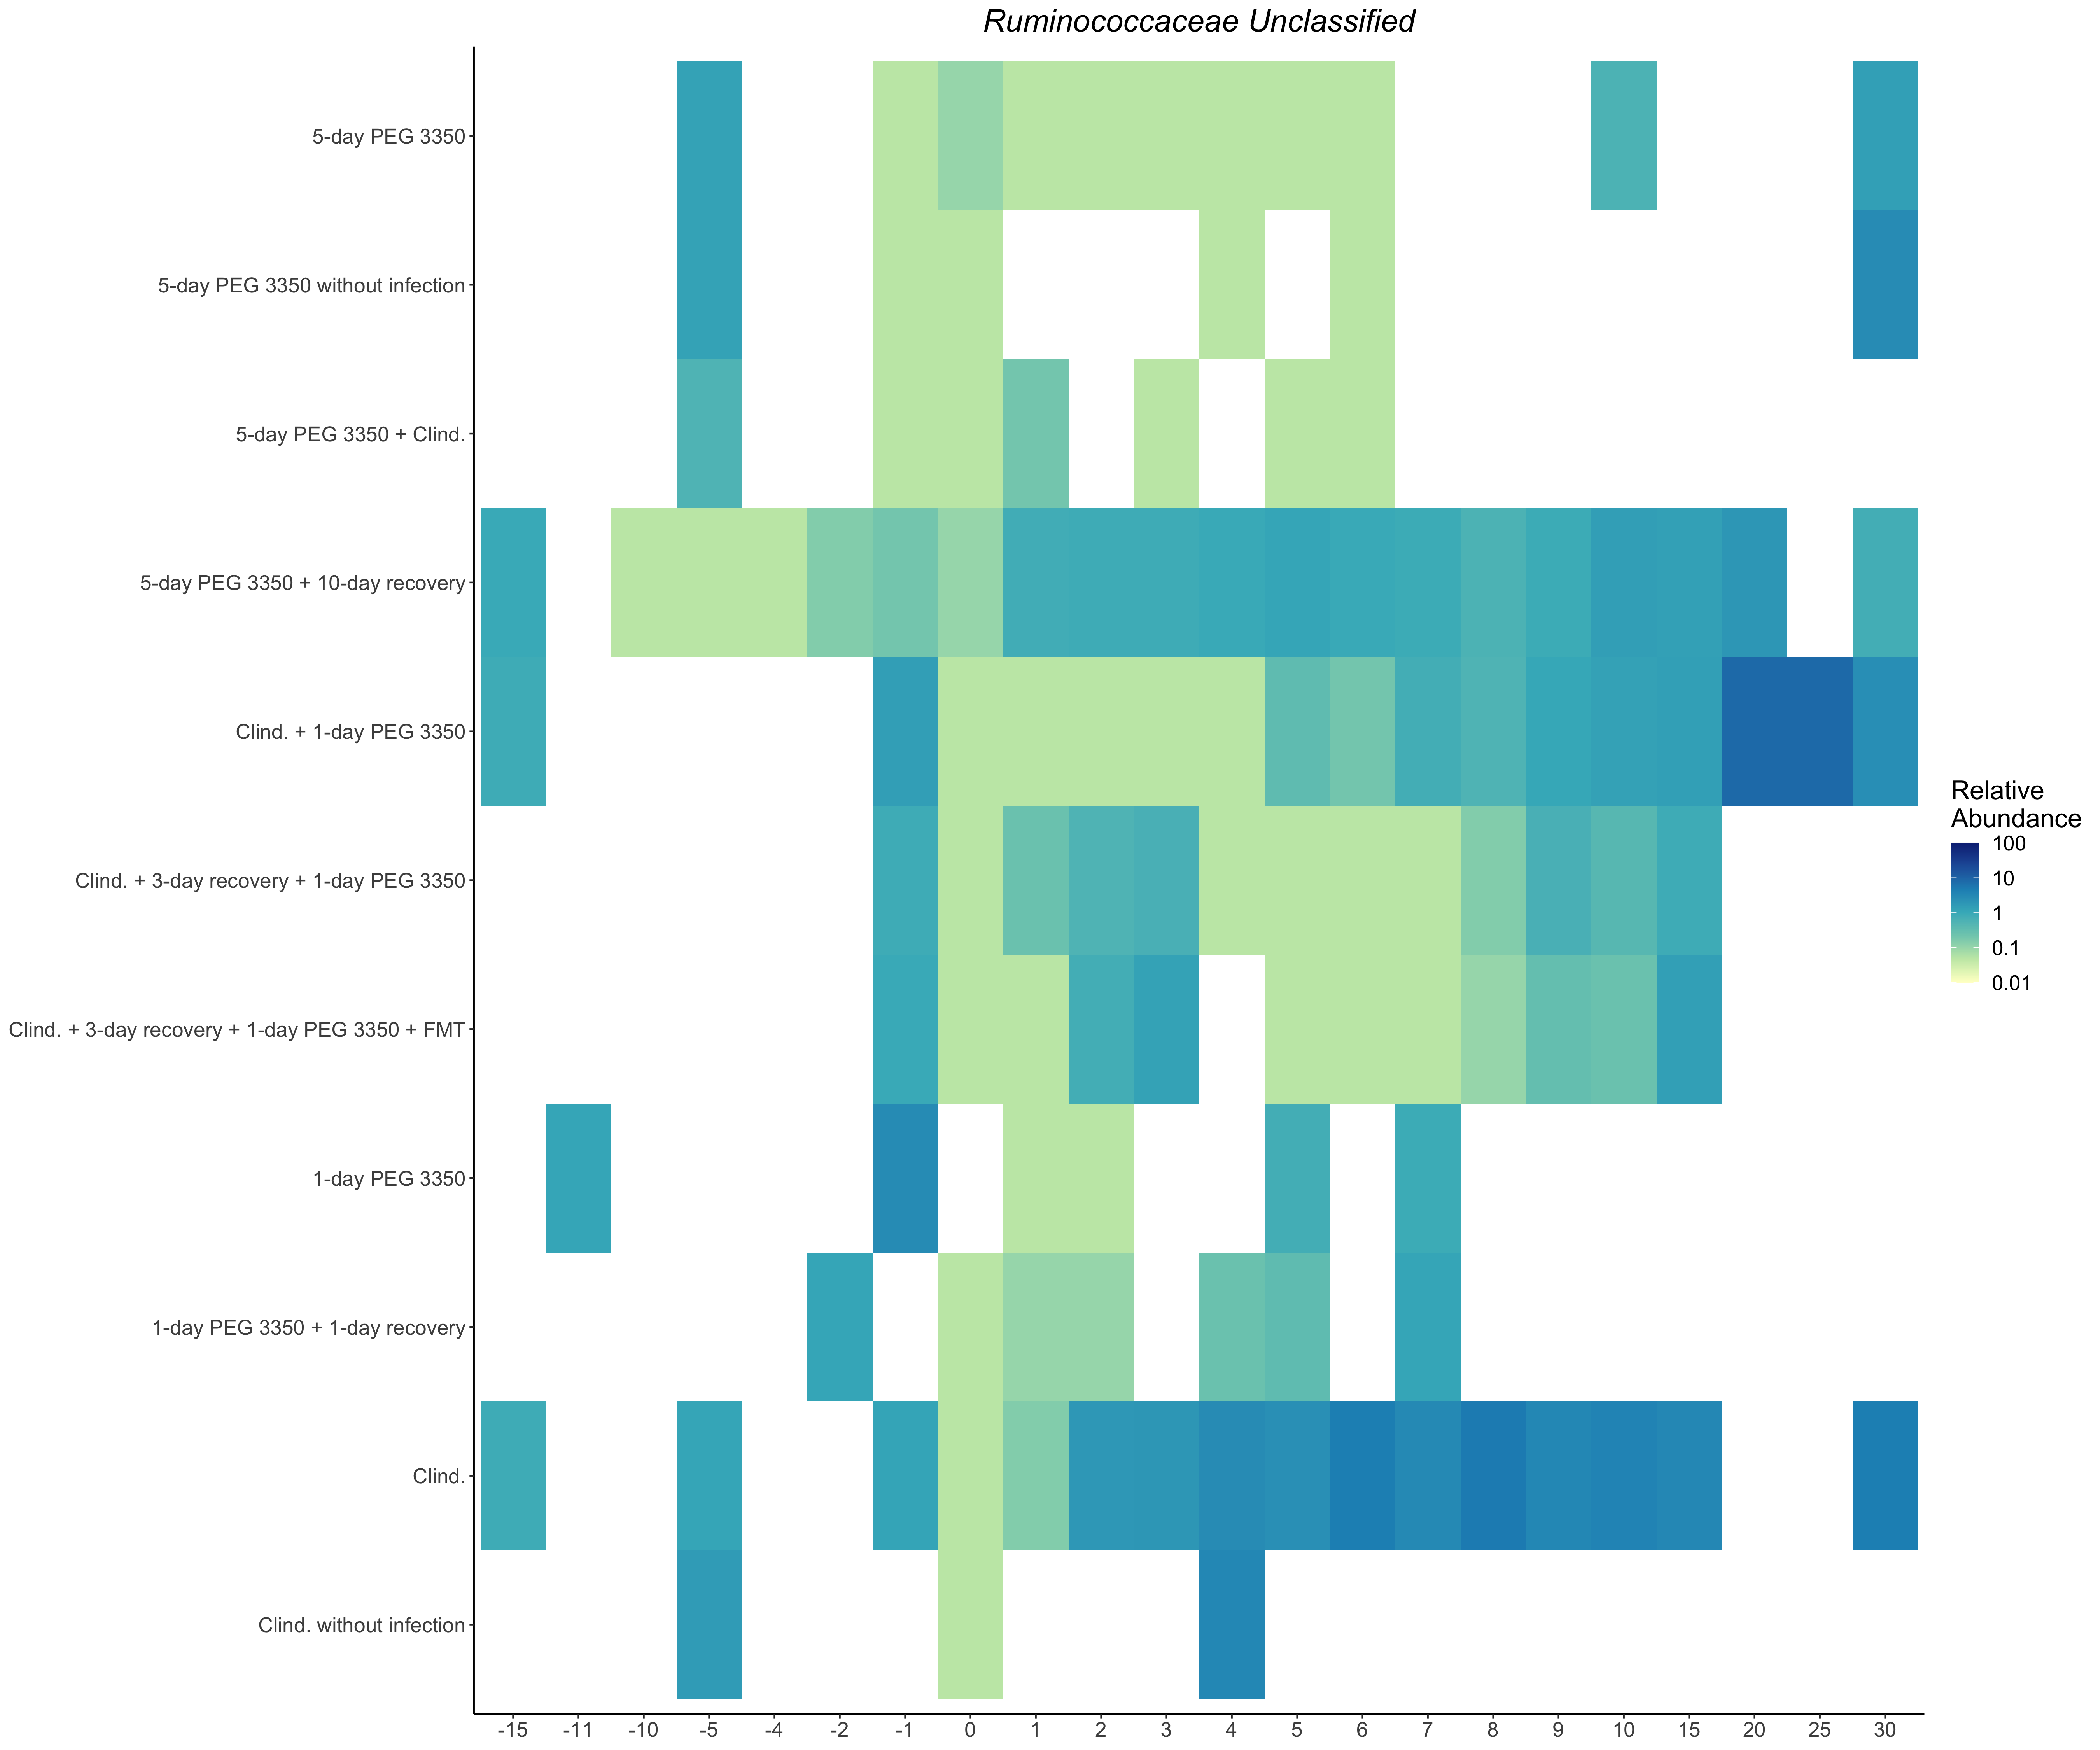 Ruminococcaceae Unclassified
5-day PEG 3350
5-day PEG 3350 without infection
5-day PEG 3350 + Clind.
5-day PEG 3350 + 10-day recovery
Clind. + 1-day PEG 3350
Clind. + 3-day recovery + 1-day PEG 3350
Clind. + 3-day recovery + 1-day PEG 3350 + FMT
1-day PEG 3350
1-day PEG 3350 + 1-day recovery
Clind.
Clind. without infection
-15 -11 -10 -5 -4 -2 -1 0 1 2 3 4 5 6 7 8 9 10 15 20 25 30
Relative
Abundance
100
10
1
0.1
0.01